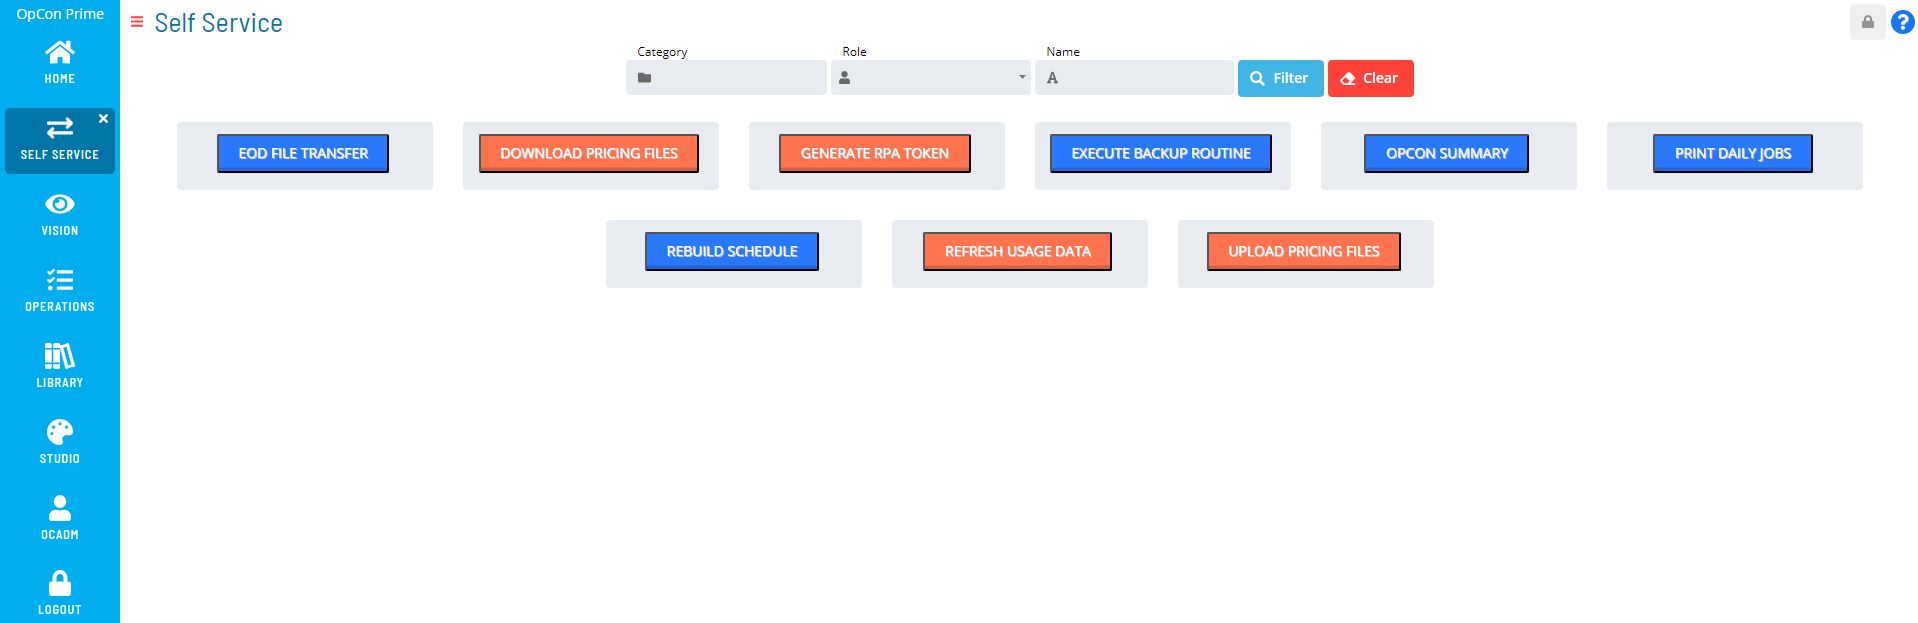 OpCon Prime
HOME
SELF SERVICE
VISION
OPERATIONS
LIBRARY
STUDIO
OCADM
LOGOUT
Self Service
?
Category Role Name
A Filter Clear
EOD FILE TRANSFER DOWNLOAD PRICING FILES GENERATE RPA TOKEN EXECUTE BACKUP ROUTINE OPCON SUMMARY PRINT DAILY JOBS
REBUILD SCHEDULE REFRESH USAGE DATA UPLOAD PRICING FILES